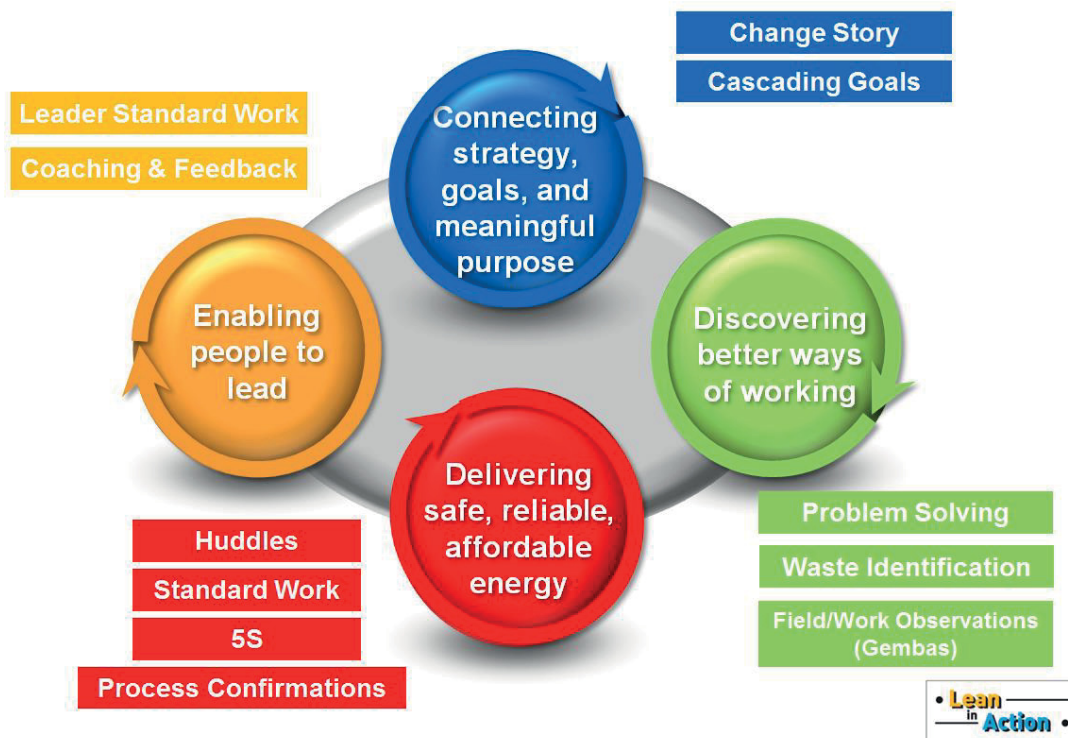 Change Story
Cascading Goals
Leader Standard Work
Coaching & Feedback
Connecting
strategy,
goals, and
meaningful
purpose
Enabling
people to
lead
Discovering
better ways
of working
Delivering
safe, reliable,
affordable
energy
Huddles
Standard Work
5S
Process Confirmations
Problem Solving
Waste Identification
Field/Work Observations
(Gembas)
• Lean
in Action •